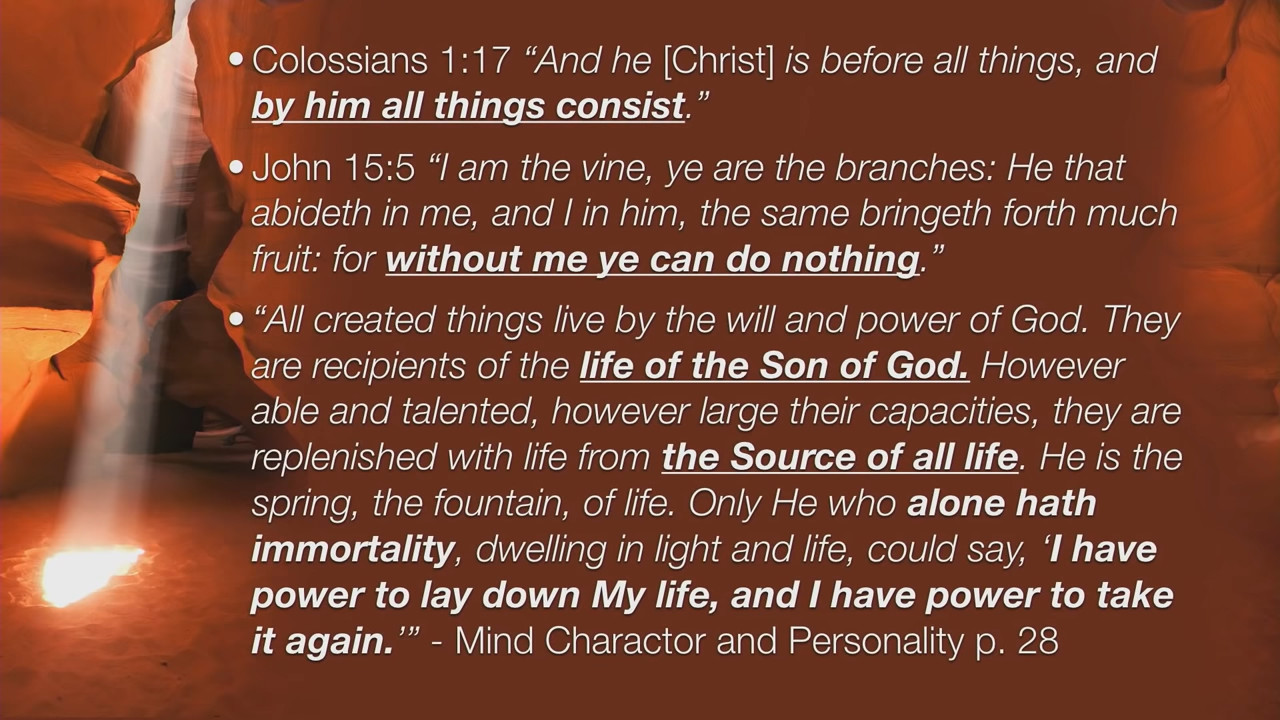 • Colossians 1:17 “And he [Christ] is before all things, and
by him all things consist.”
• John 15:5 “I am the vine, ye are the branches: He that
abideth in me, and I in him, the same bringeth forth much
fruit: for without me ye can do nothing.”
• “All created things live by the will and power of God. They
are recipients of the life of the Son of God. However
able and talented, however large their capacities, they are
replenished with life from the Source of all life. He is the
spring, the fountain, of life. Only He who alone hath
immortality, dwelling in light and life, could say, ‘I have
power to lay down My life, and I have power to take
it again.’” - Mind Charactor and Personality p. 28